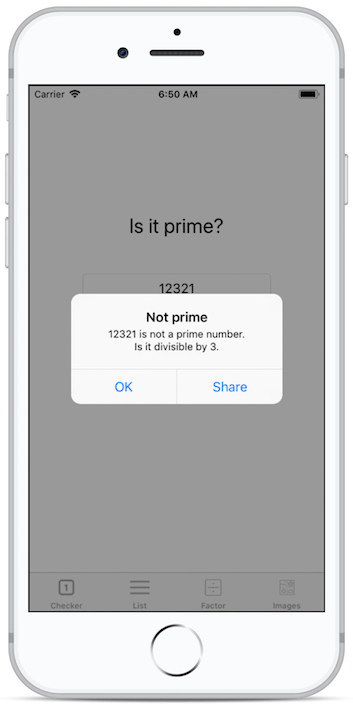 Carrier 6:50 AM
Is it prime?
12321
Not prime
12321 is not a prime number.
Is it divisible by 3.
OK Share
1
Checker List Factor Images